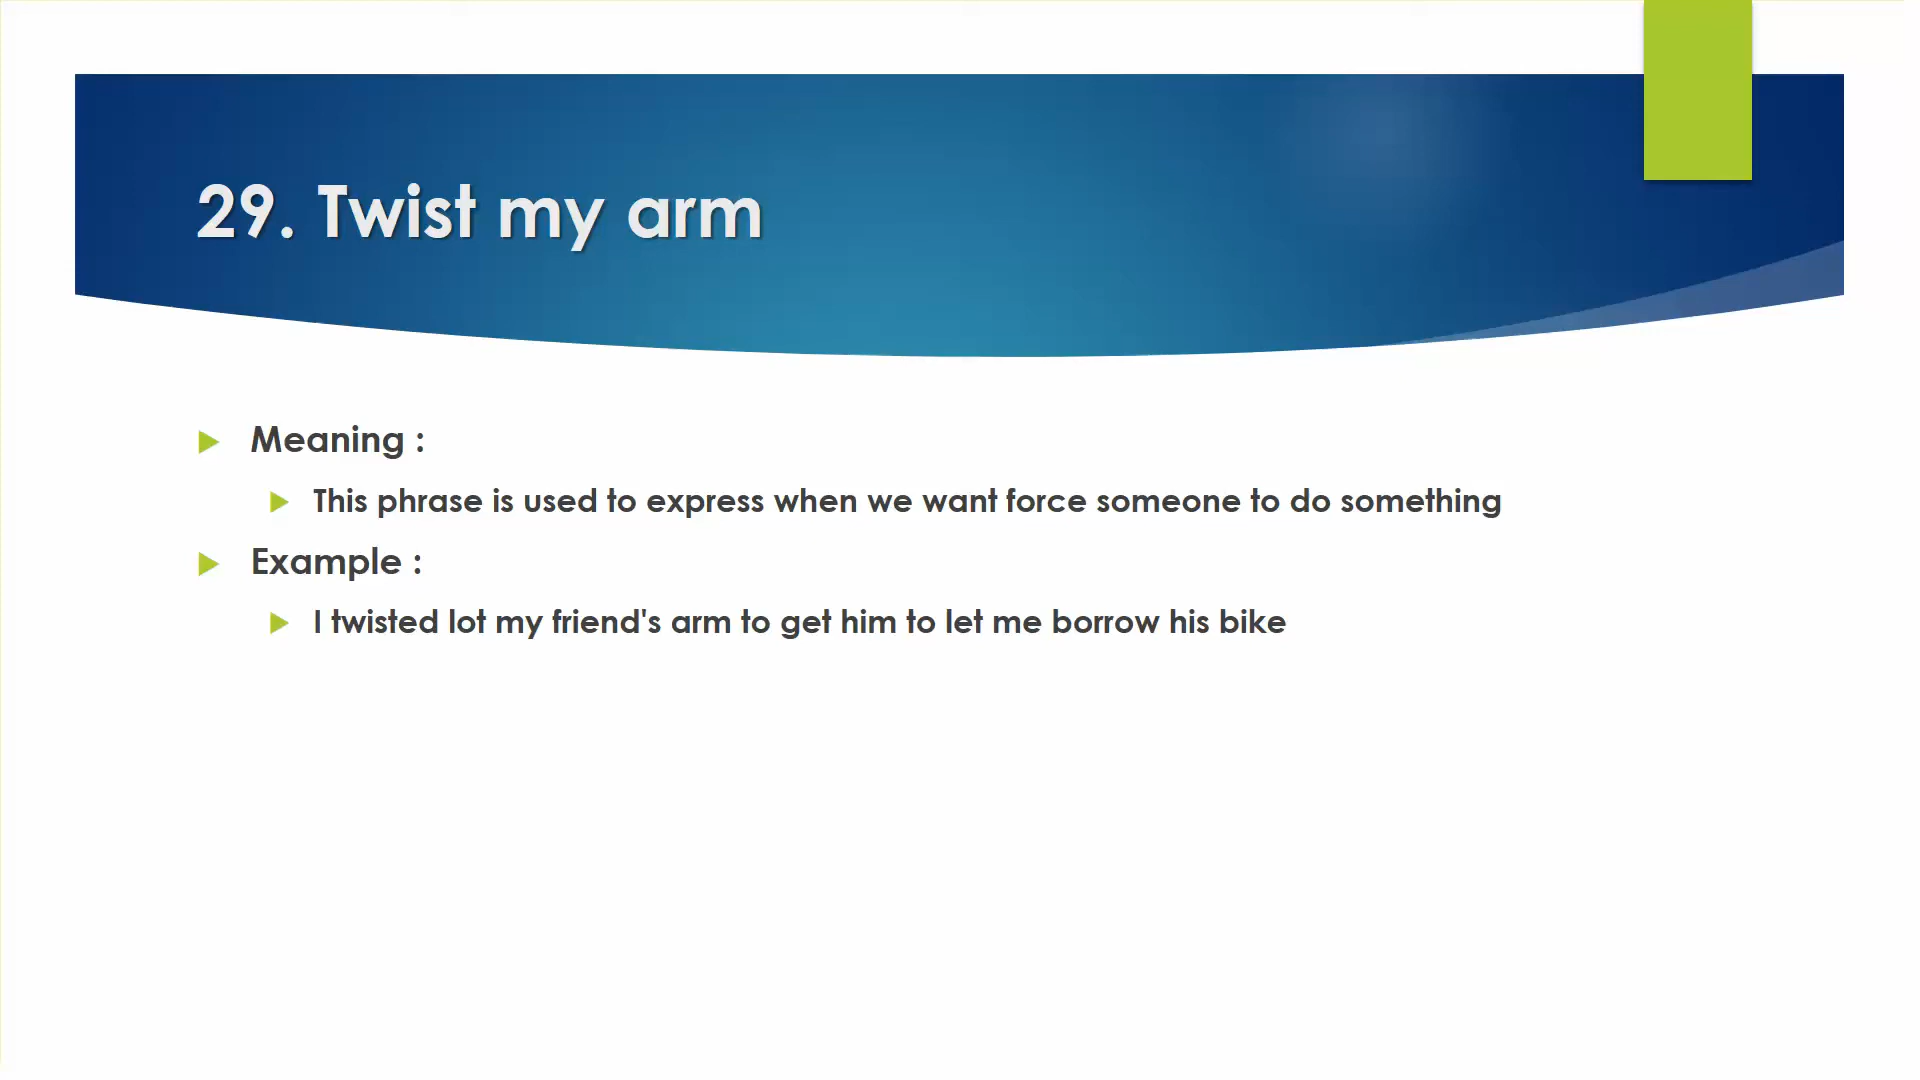 29. Twist my arm
Meaning :
This phrase is used to express when we want force someone to do something
Example :
I twisted lot my friend's arm to get him to let me borrow his bike